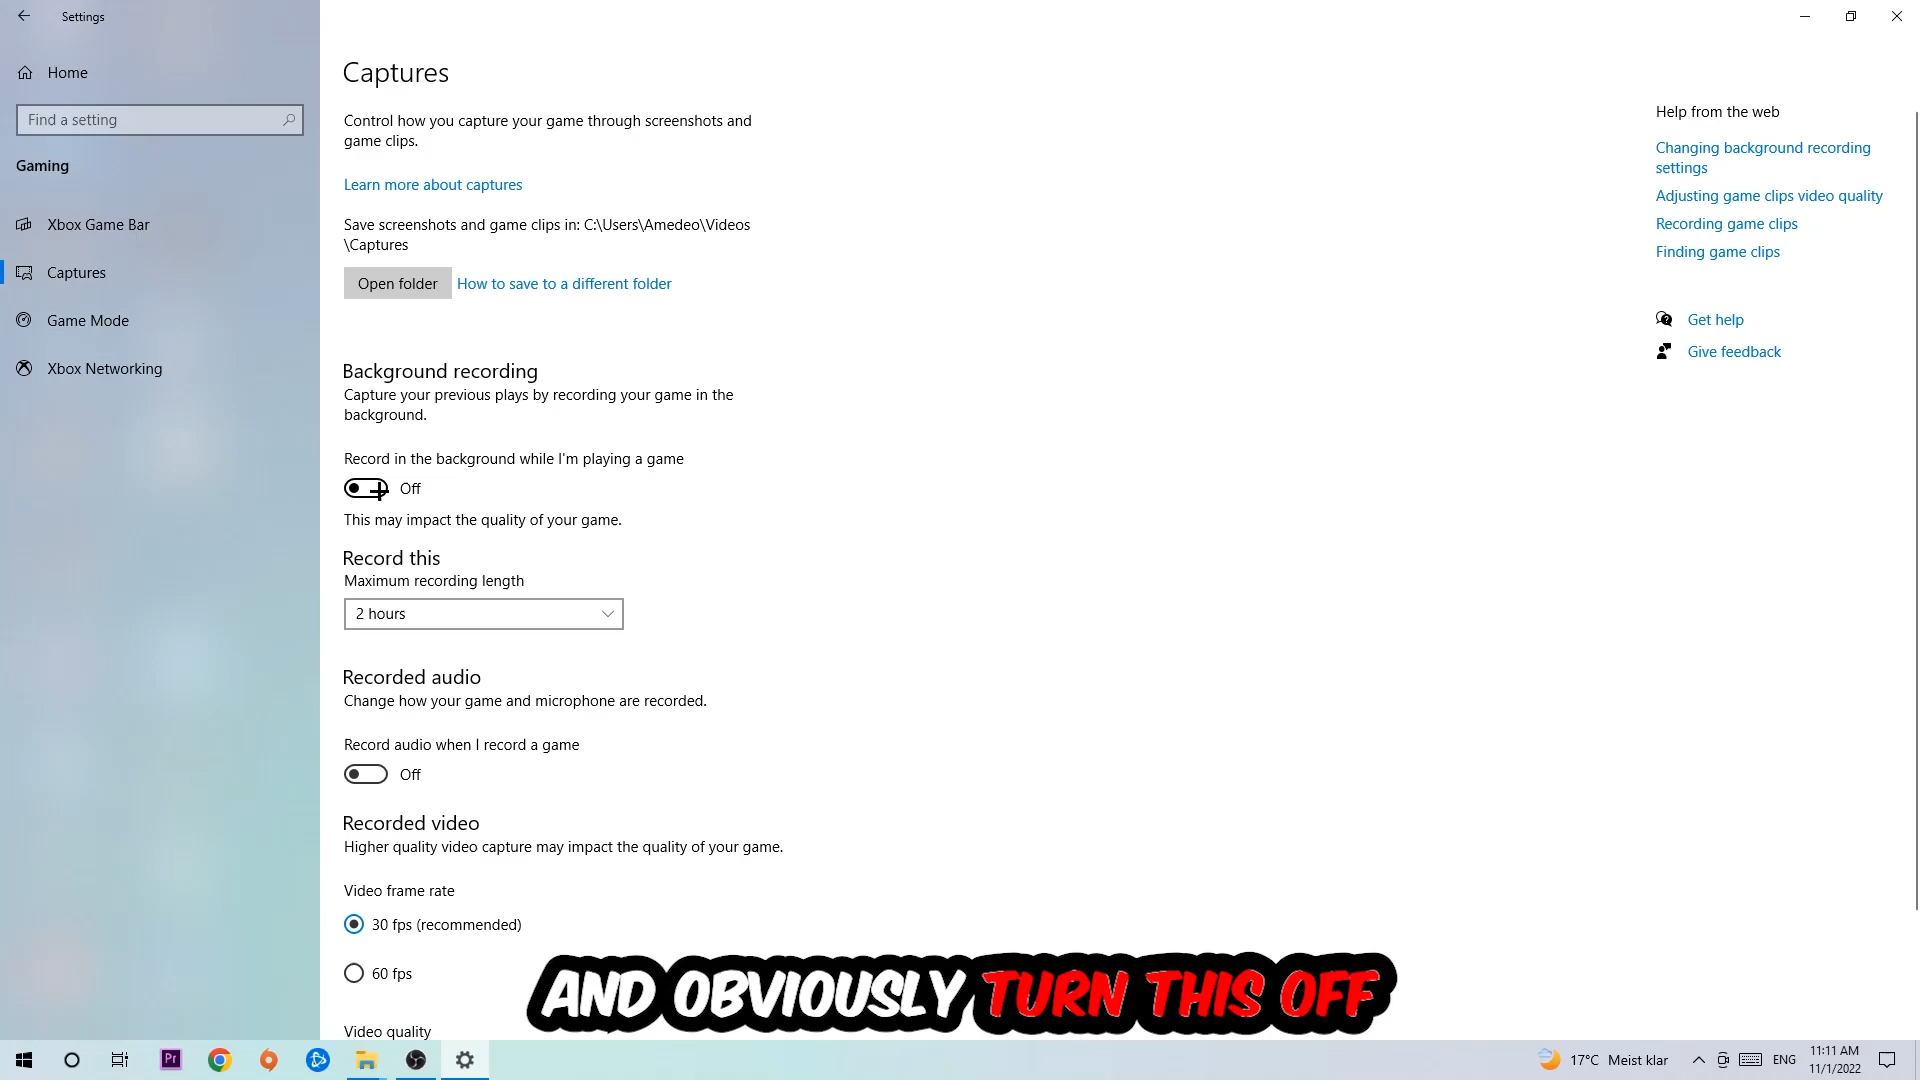 Settings
Home
Find a setting
Gaming
Xbox Game Bar
Captures
Game Mode
Xbox Networking
Captures
Control how you capture your game through screenshots and
game clips.
Learn more about captures
Save screenshots and game clips in: C:\Users\Amedeo\Videos
\Captures
Open folder
How to save to a different folder
Background recording
Capture your previous plays by recording your game in the
background.
Record in the background while I'm playing a game
Off
This may impact the quality of your game.
Record this
Maximum recording length
2 hours
Recorded audio
Change how your game and microphone are recorded.
Record audio when I record a game
Off
Recorded video
Higher quality video capture may impact the quality of your game.
Video frame rate
30 fps (recommended)
60 fps
Video quality
Help from the web
Changing background recording
settings
Adjusting game clips video quality
Recording game clips
Finding game clips
Get help
Give feedback
AND OBVIOUSLY TURN THIS OFF
Pr
17°C Meist klar
ENG
11:11 AM
11/1/2022